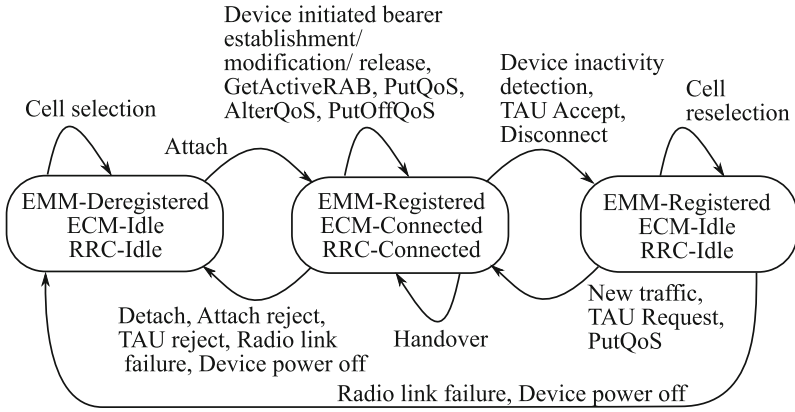 Device initiated bearer
establishment/
modification/ release,
GetActiveRAB, PutQoS,
AlterQoS, PutOffQoS
Device inactivity
detection,
TAU Accept,
Disconnect
Cell
reselection
Cell selection
Attach
EMM-Deregistered
ECM-Idle
RRC-Idle
EMM-Registered
ECM-Connected
RRC-Connected
EMM-Registered
ECM-Idle
RRC-Idle
Detach, Attach reject,
TAU reject, Radio link
failure, Device power off
Handover
New traffic,
TAU Request,
PutQoS
Radio link failure, Device power off